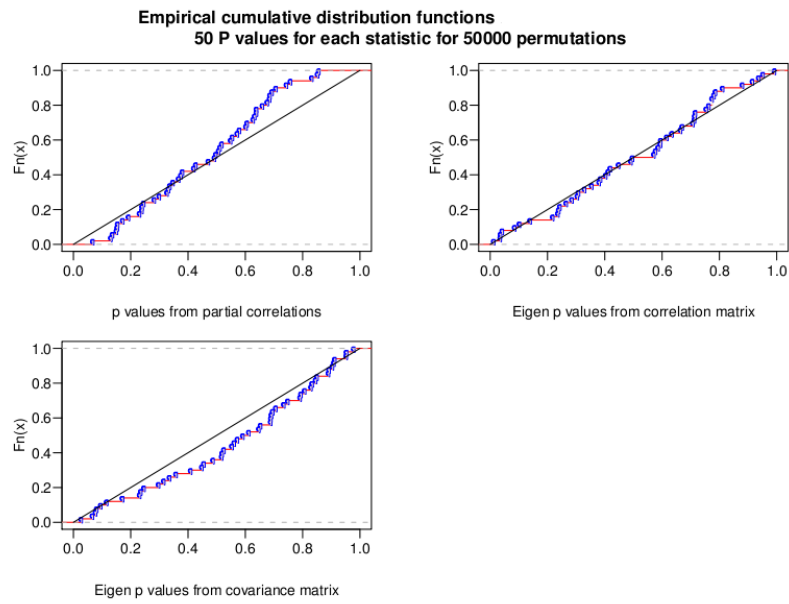 Empirical cumulative distribution functions
50 P values for each statistic for 50000 permutations
Fn(x)
1.0
0.8
0.6
0.4
0.2
0.0
0.0 0.2 0.4 0.6 0.8 1.0
p values from partial correlations
Fn(x)
1.0
0.8
0.6
0.4
0.2
0.0
0.0 0.2 0.4 0.6 0.8 1.0
Eigen p values from correlation matrix
Fn(x)
1.0
0.8
0.6
0.4
0.2
0.0
0.0 0.2 0.4 0.6 0.8 1.0
Eigen p values from covariance matrix